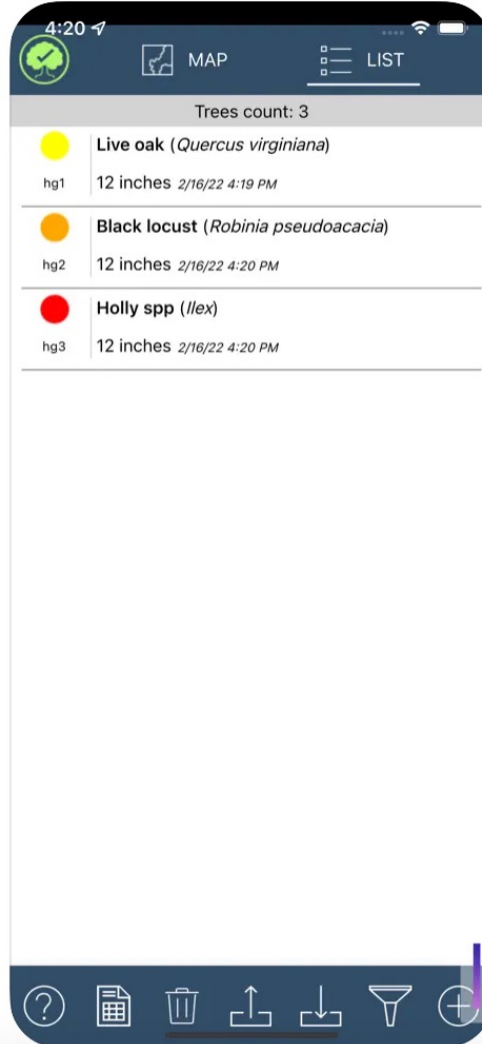 4:20
MAP
LIST
Trees count: 3
Live oak (Quercus virginiana)
hg1
12 inches 2/16/22 4:19 PM
Black locust (Robinia pseudoacacia)
hg2
12 inches 2/16/22 4:20 PM
Holly spp (Ilex)
hg3
12 inches 2/16/22 4:20 PM
?